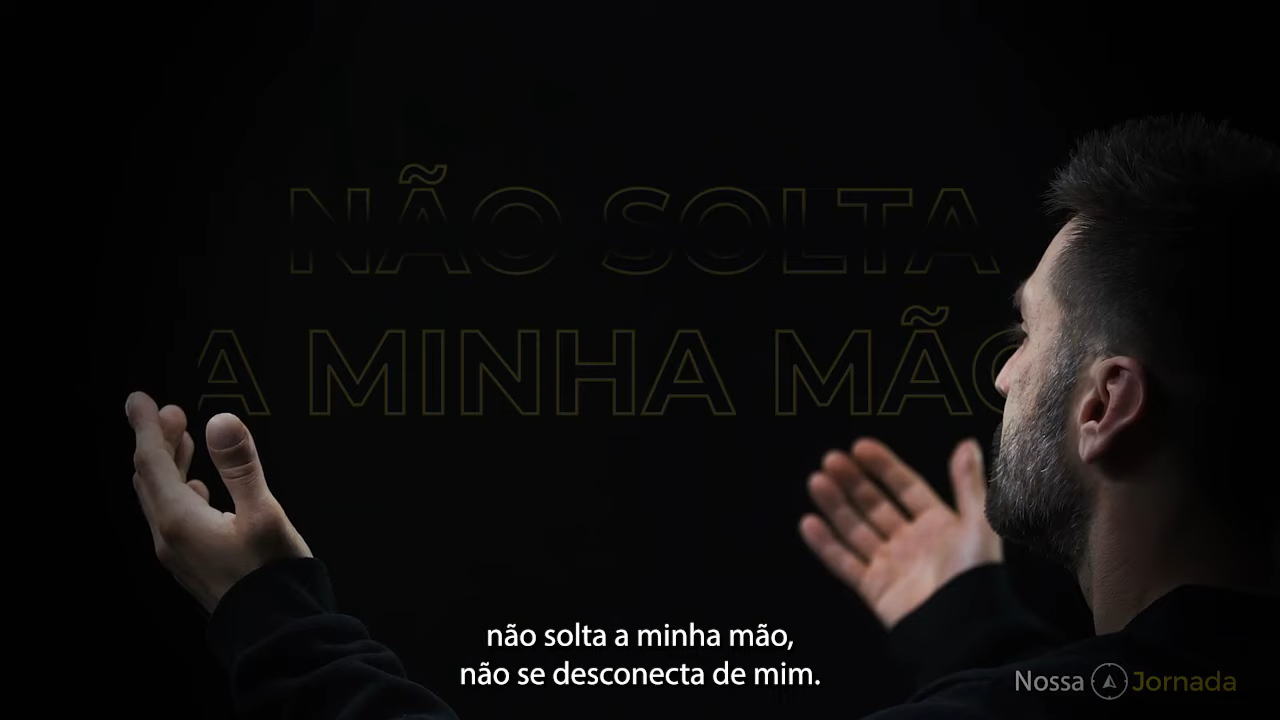 NÃO SOLTA
A MINHA MÃO
não solta a minha mão,
não se desconecta de mim.
Nossa Jornada